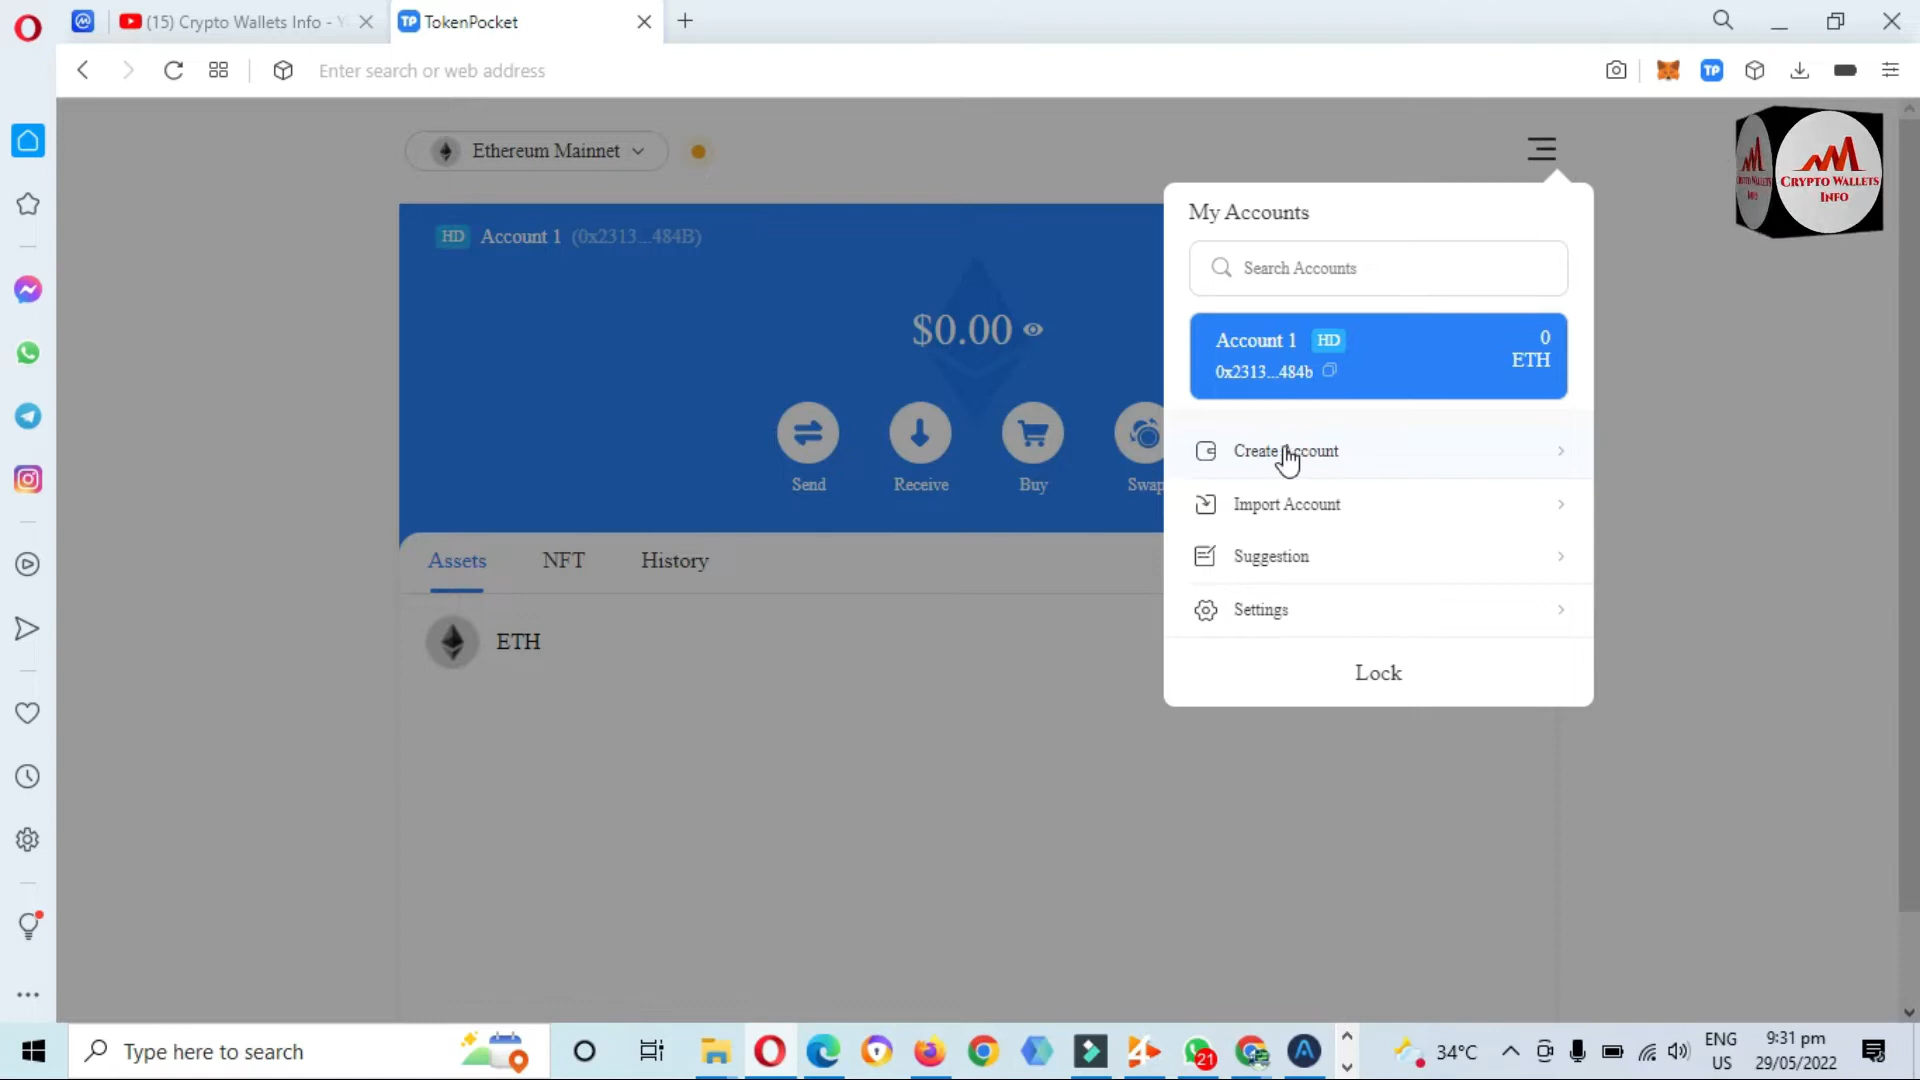 (15) Crypto Wallets Info - Y
TP
TokenPocket
Enter search or web address
TP
Ethereum Mainnet
CRYPTO WALLETS
INFO
HD Account 1 (0x2313...484B)
$0.00
Send
Receive
Buy
Swap
Assets
NFT
History
ETH
My Accounts
Search Accounts
Account 1 HD
0
ETH
0x2313...484b
Create Account
Import Account
Suggestion
Settings
Lock
Type here to search
21
34°C
ENG
US
9:31 pm
29/05/2022